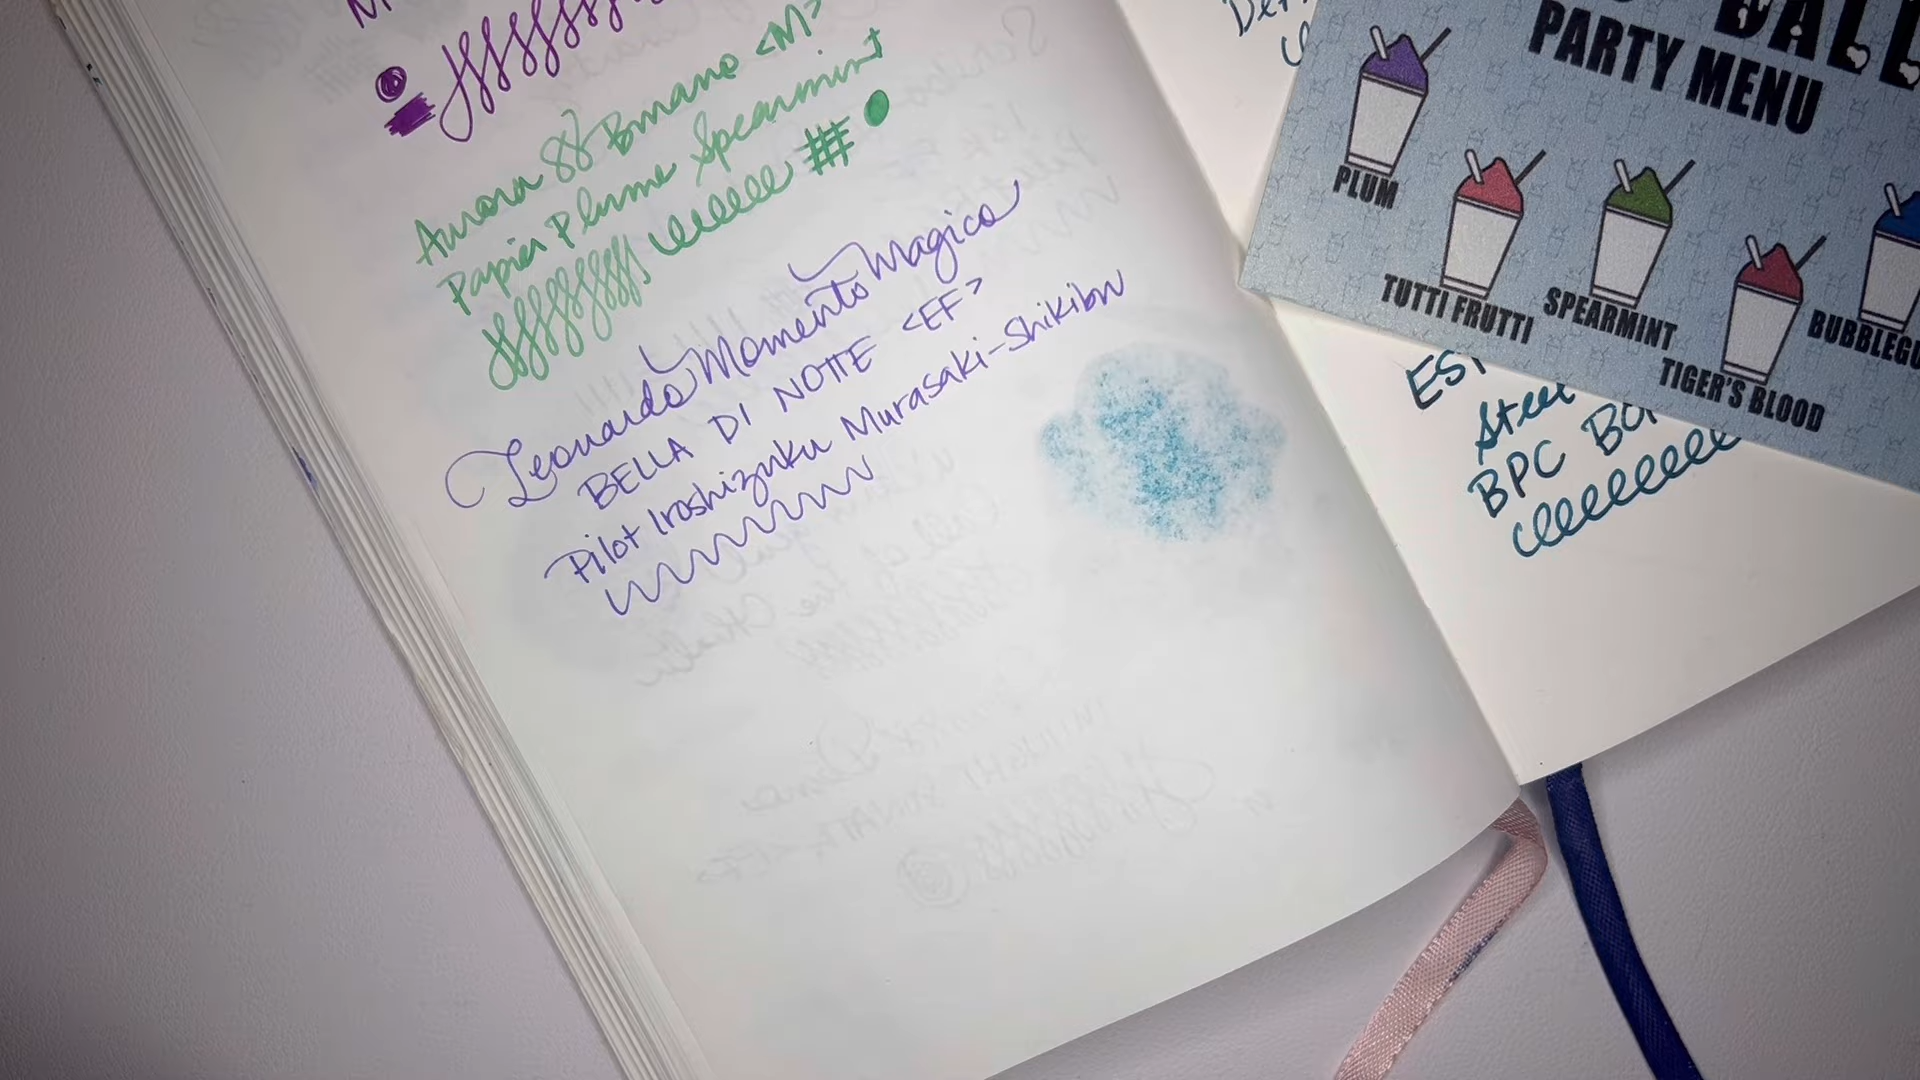 Aurora 88 <M>
Papier Plume Spearmint
Leonardo Momento Magico
BELLA DI NOTTE <EF>
Pilot Iroshizuku Murasaki-Shikibu
PARTY MENU
PLUM
TUTTI FRUTTI
SPEARMINT
TIGER'S BLOOD
Steel
BPC